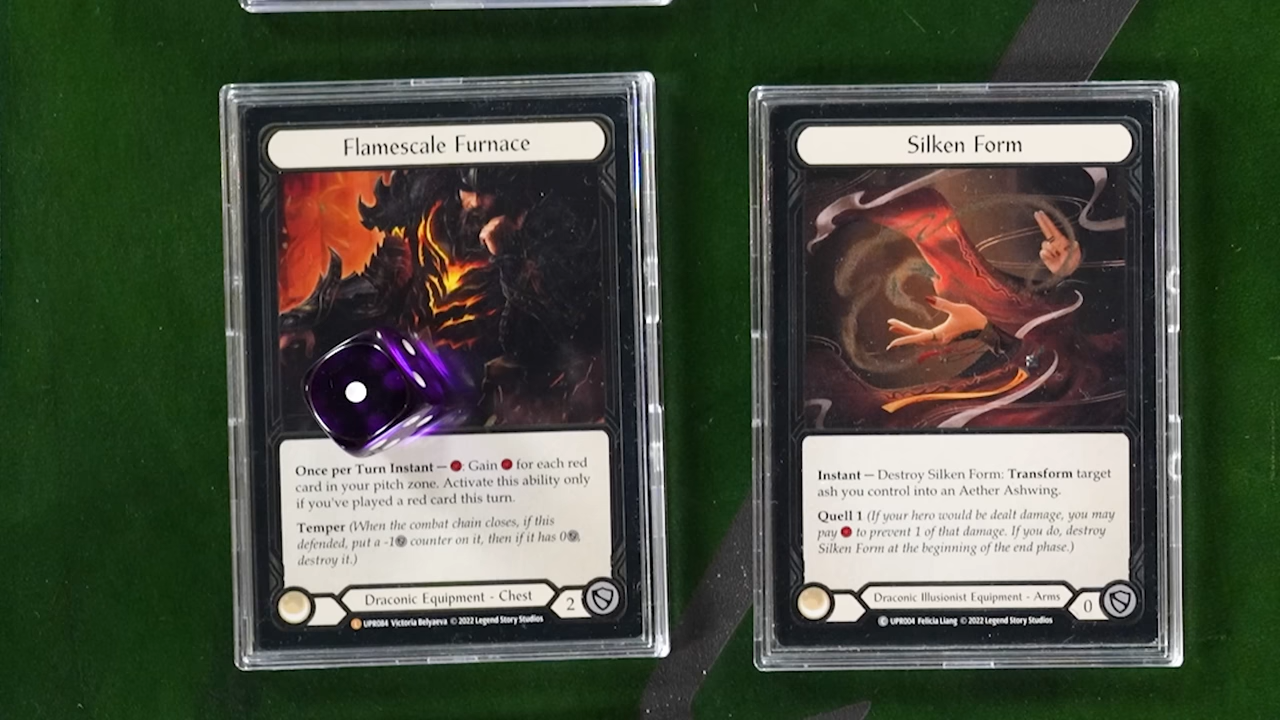 Flamescale Furnace
Once per Turn Instant — : Gain for each red
card in your pitch zone. Activate this ability only
if you've played a red card this turn.
Temper (When the combat chain closes, if this
defended, put a -1 counter on it, then if it has 0 ,
destroy it.)
Draconic Equipment - Chest
2
L UPR084 Victoria Belyaeva © 2022 Legend Story Studios
Silken Form
Instant — Destroy Silken Form: Transform target
ash you control into an Aether Ashwing.
Quell 1 (If your hero would be dealt damage, you may
pay to prevent 1 of that damage. If you do, destroy
Silken Form at the beginning of the end phase.)
Draconic Illusionist Equipment - Arms
0
C UPR004 Felicia Liang © 2022 Legend Story Studios